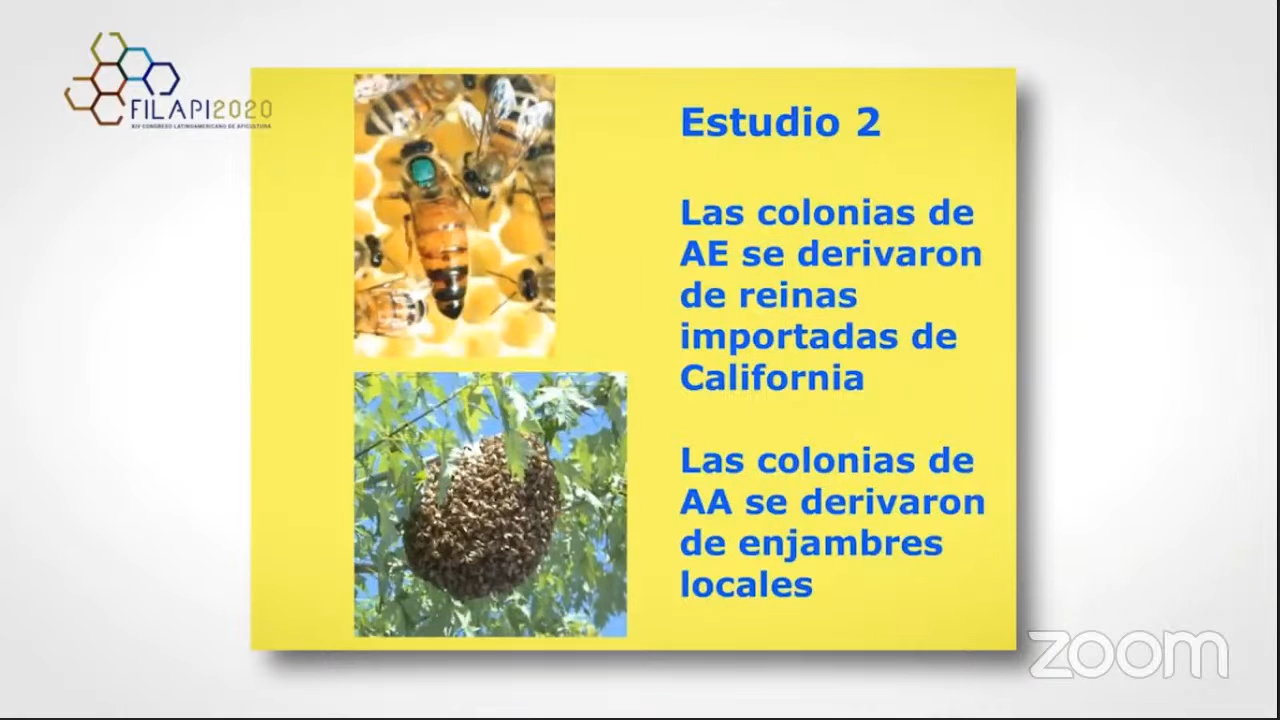 FILAPI2020
XIV CONGRESO LATINOAMERICANO DE APICULTURA
Estudio 2
Las colonias de
AE se derivaron
de reinas
importadas de
California
Las colonias de
AA se derivaron
de enjambres
locales
zoom